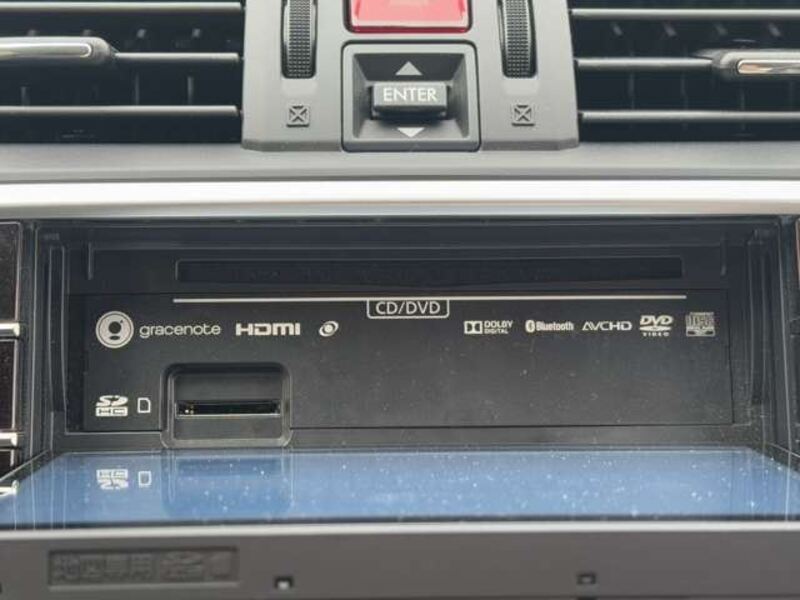 ENTER
CD/DVD
gracenote HDMI DOLBY DIGITAL Bluetooth AVCHD DVD VIDEO
SD HC